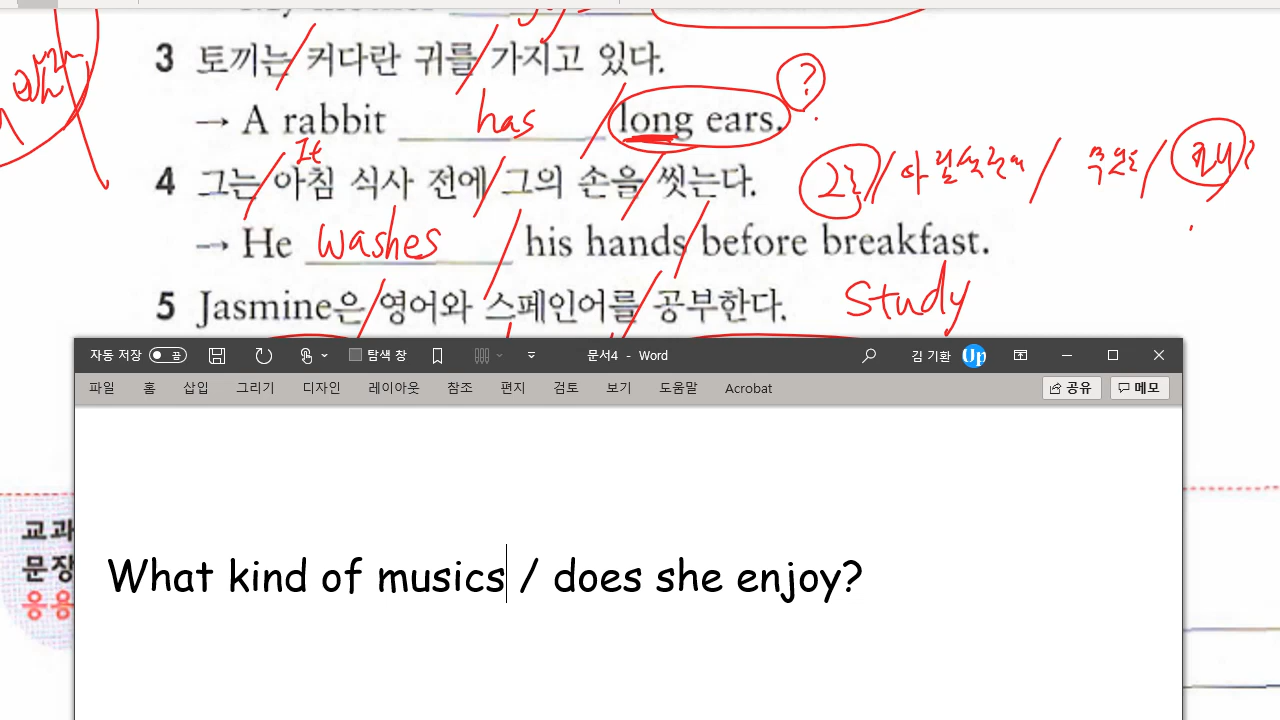 3 토끼는 / 커다란 귀를 / 가지고 있다.
→ A rabbit has / long ears. ?
It
4 그는 / 아침 식사 전에 / 그의 손을 / 씻는다.
→ He washes / his hands / before breakfast.
5 Jasmine은 / 영어와 스페인어를 / 공부한다. Study
자동 저장 끔 탐색 창 문서4 - Word 김 기환 Up
파일 홈 삽입 그리기 디자인 레이아웃 참조 편지 검토 보기 도움말 Acrobat 공유 메모
교과
문장
응용
What kind of musics / does she enjoy?